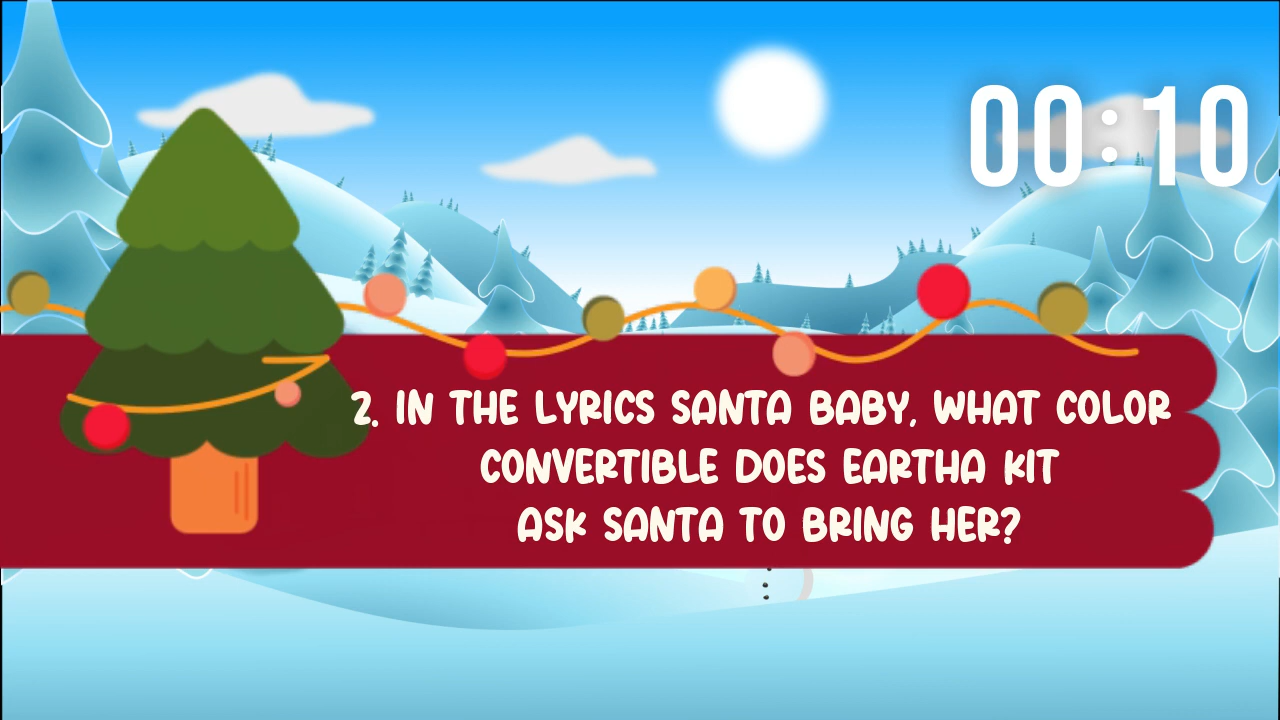 00:10
2. IN THE LYRICS SANTA BABY, WHAT COLOR
CONVERTIBLE DOES EARTHA KIT
ASK SANTA TO BRING HER?